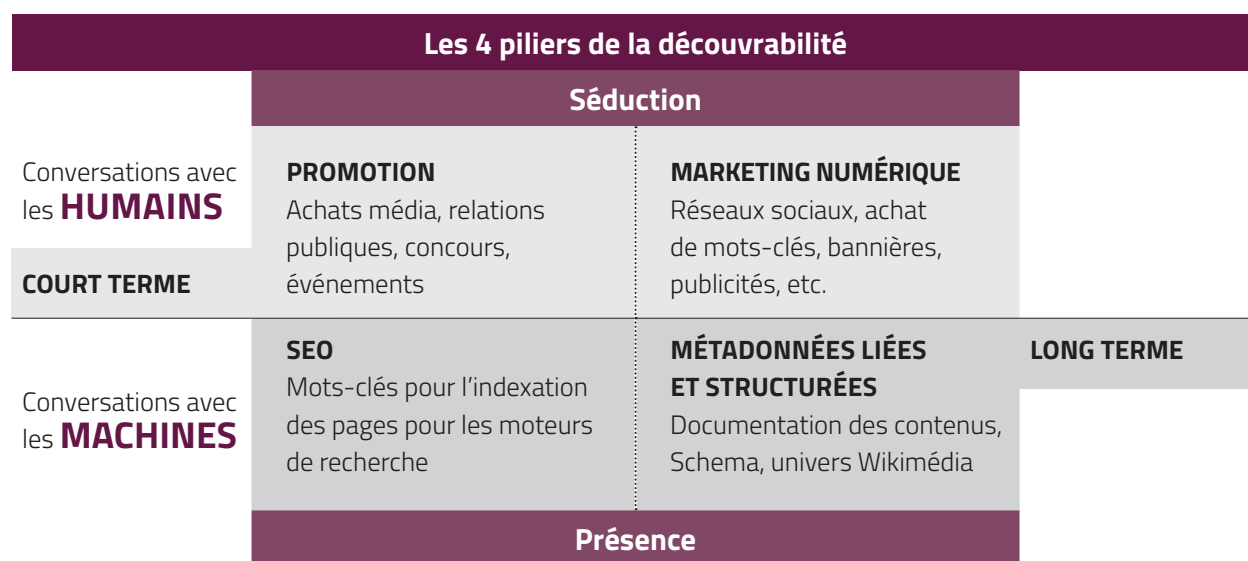 Les 4 piliers de la découvrabilité
Séduction
Conversations avec
les HUMAINS
COURT TERME
PROMOTION
Achats média, relations
publiques, concours,
événements
MARKETING NUMÉRIQUE
Réseaux sociaux, achat
de mots-clés, bannières,
publicités, etc.
Conversations avec
les MACHINES
SEO
Mots-clés pour l’indexation
des pages pour les moteurs
de recherche
MÉTADONNÉES LIÉES
ET STRUCTURÉES
Documentation des contenus,
Schema, univers Wikimédia
LONG TERME
Présence